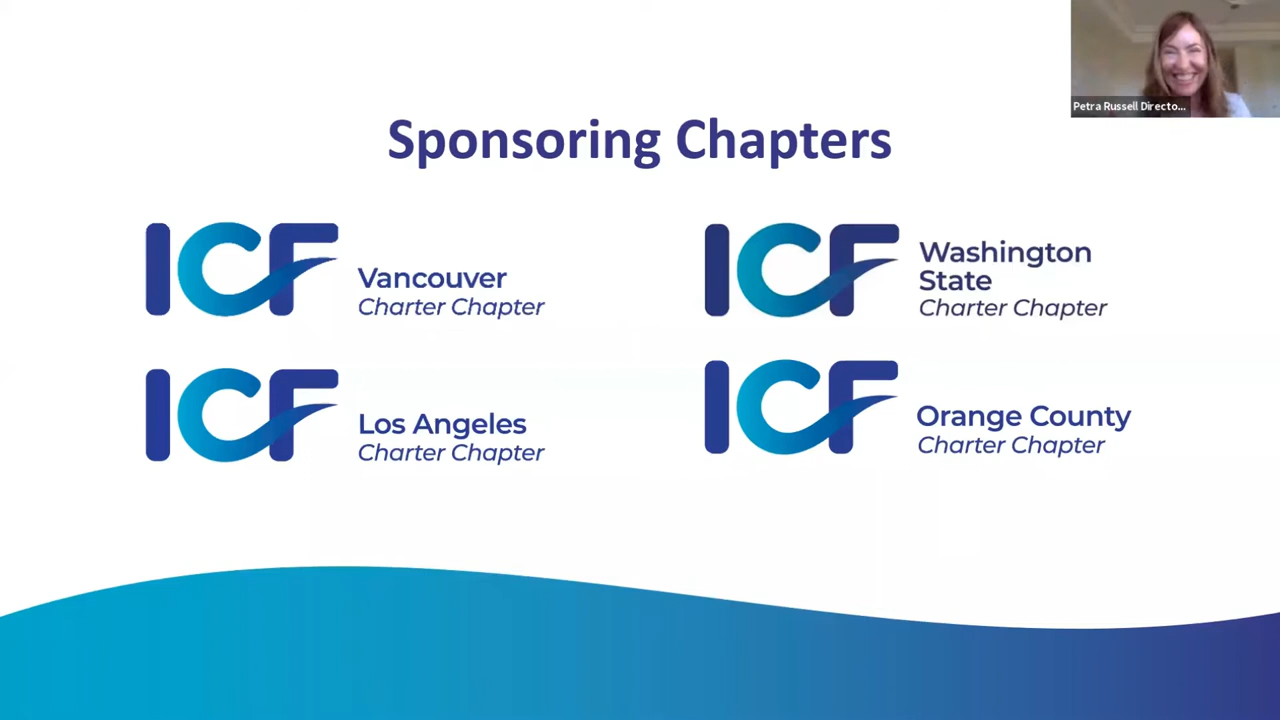 Petra Russell Directo...
Sponsoring Chapters
ICF
Vancouver
Charter Chapter
ICF
Washington
State
Charter Chapter
ICF
Los Angeles
Charter Chapter
ICF
Orange County
Charter Chapter